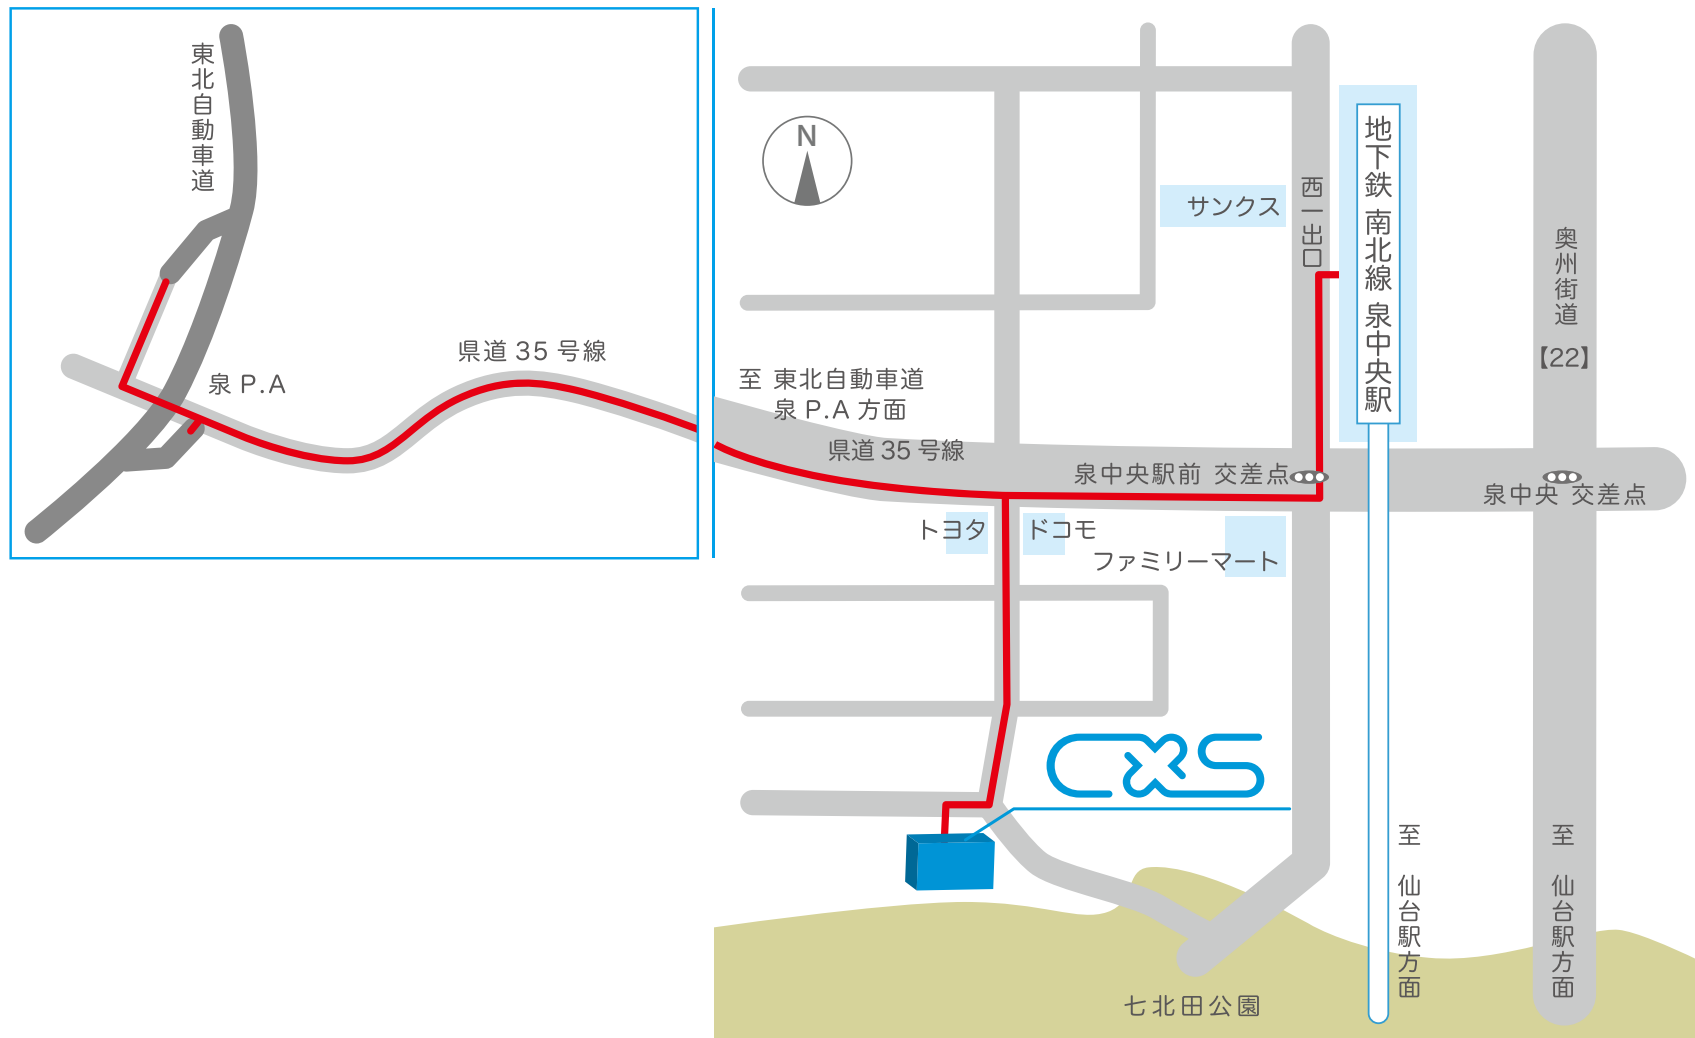 東北自動車道
泉 P.A
県道 35 号線
N
サンクス
西一出口
地下鉄 南北線 泉中央駅
奥州街道
【22】
至 東北自動車道
泉 P.A 方面
県道 35 号線
泉中央駅前 交差点
泉中央 交差点
トヨタ
ドコモ
ファミリーマート
CXS
至 仙台駅方面
至 仙台駅方面
七北田公園